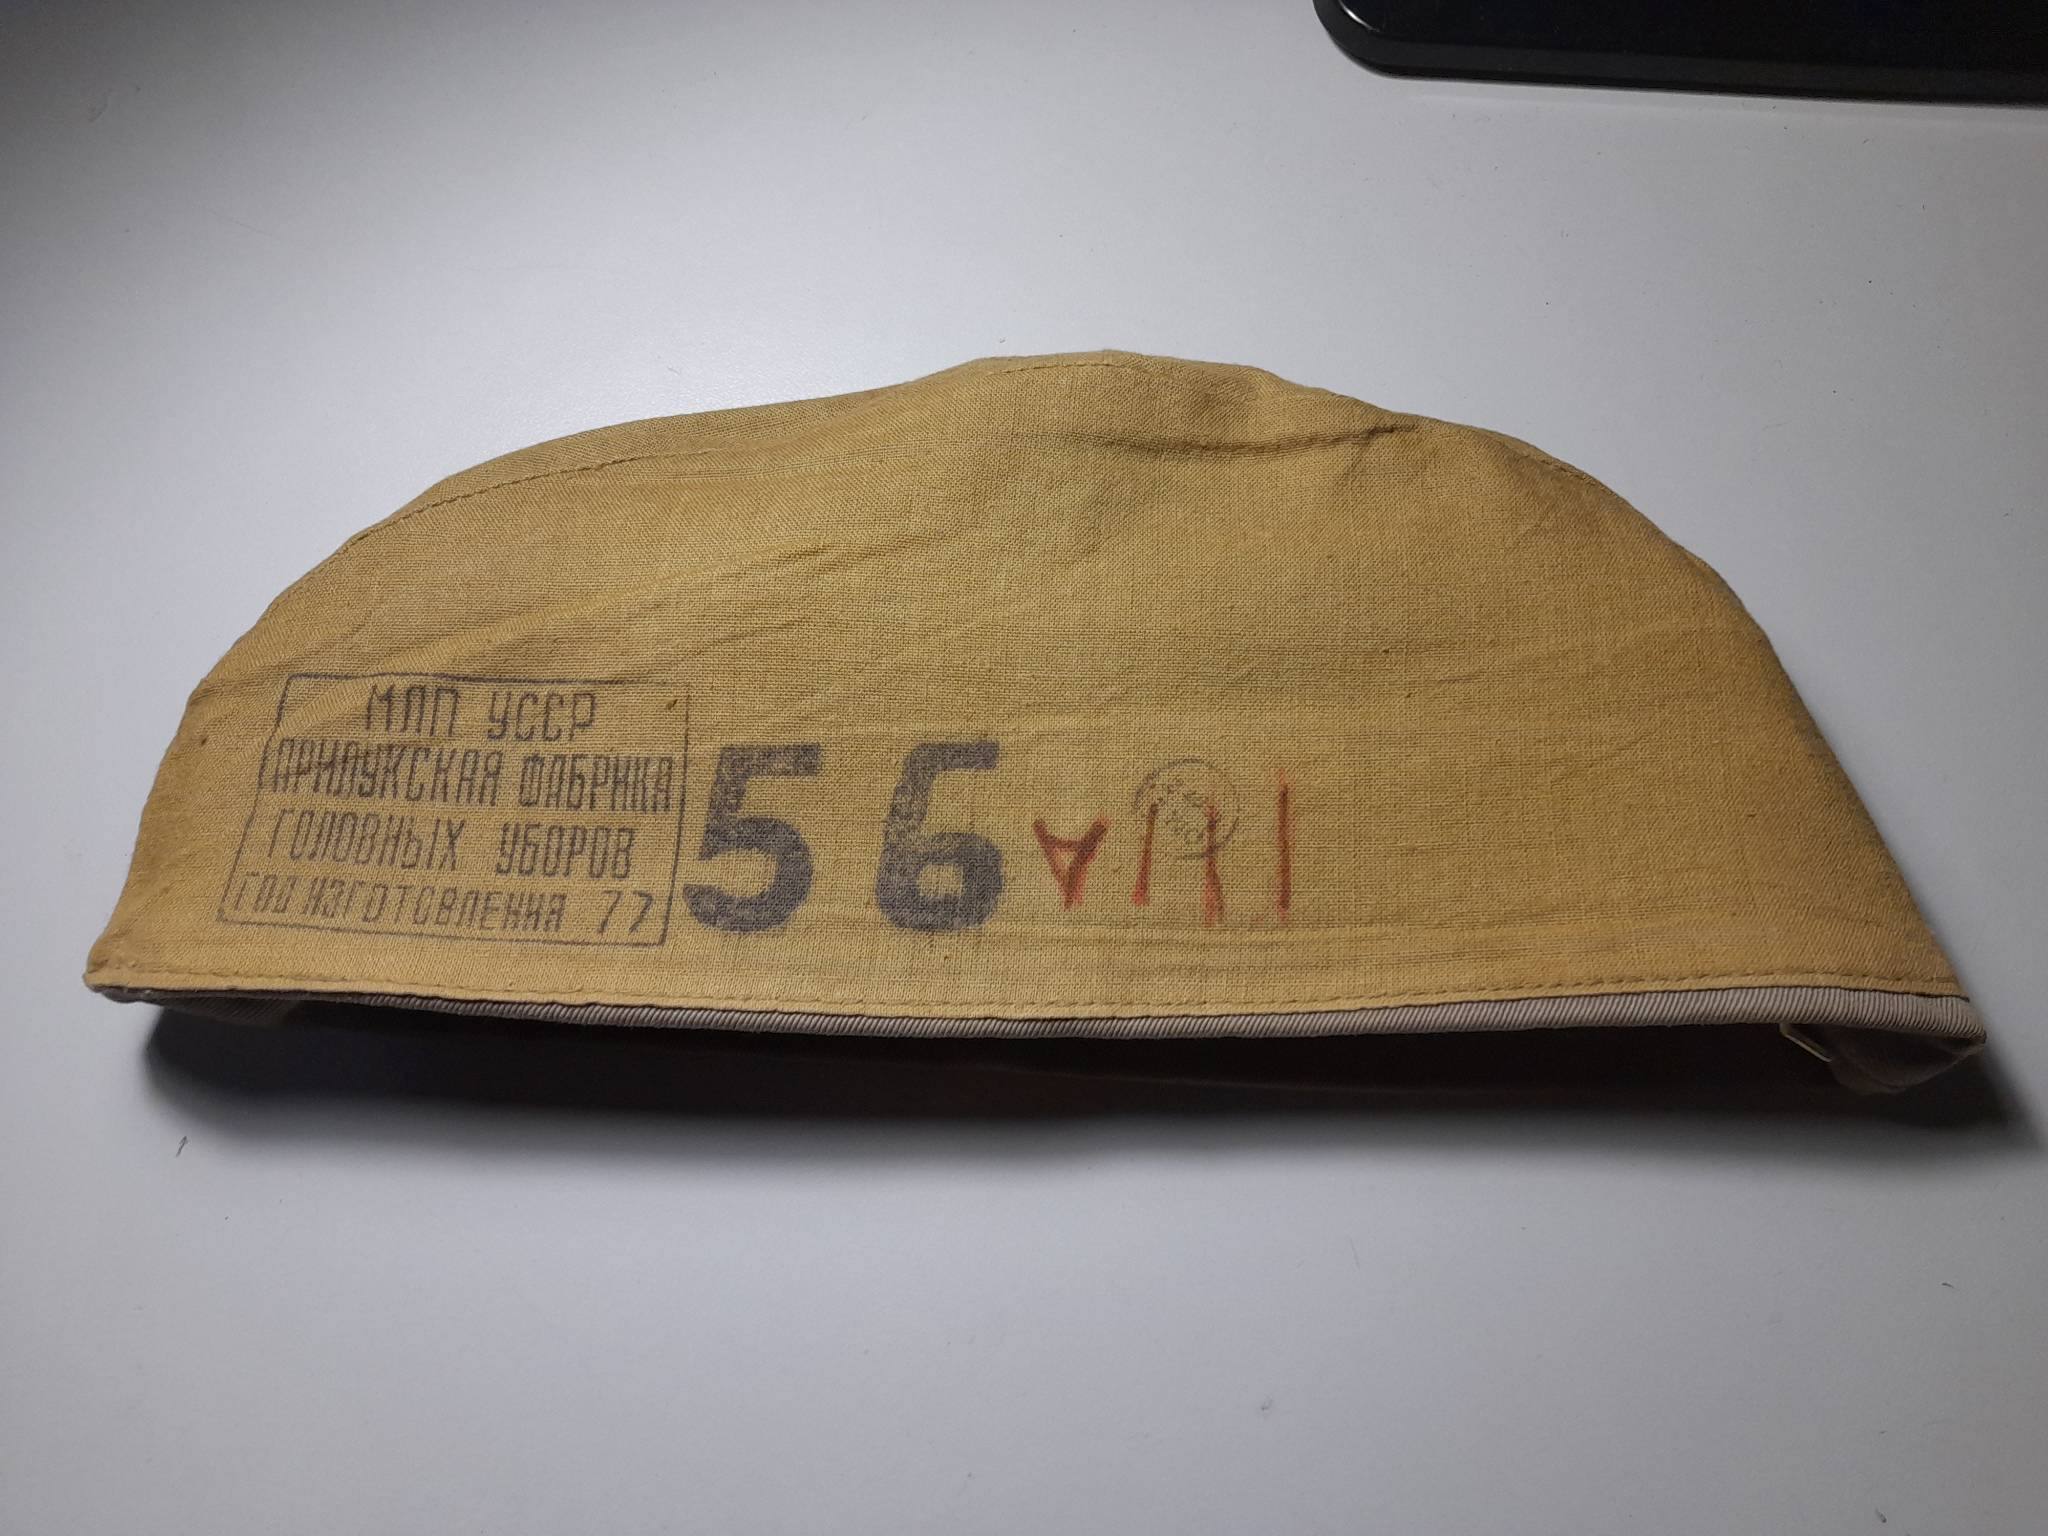 МЛП УССР
ПРИЛУКСКАЯ ФАБРИКА
ГОЛОВНЫХ УБОРОВ
ГОД ИЗГОТОВЛЕНИЯ 77
56